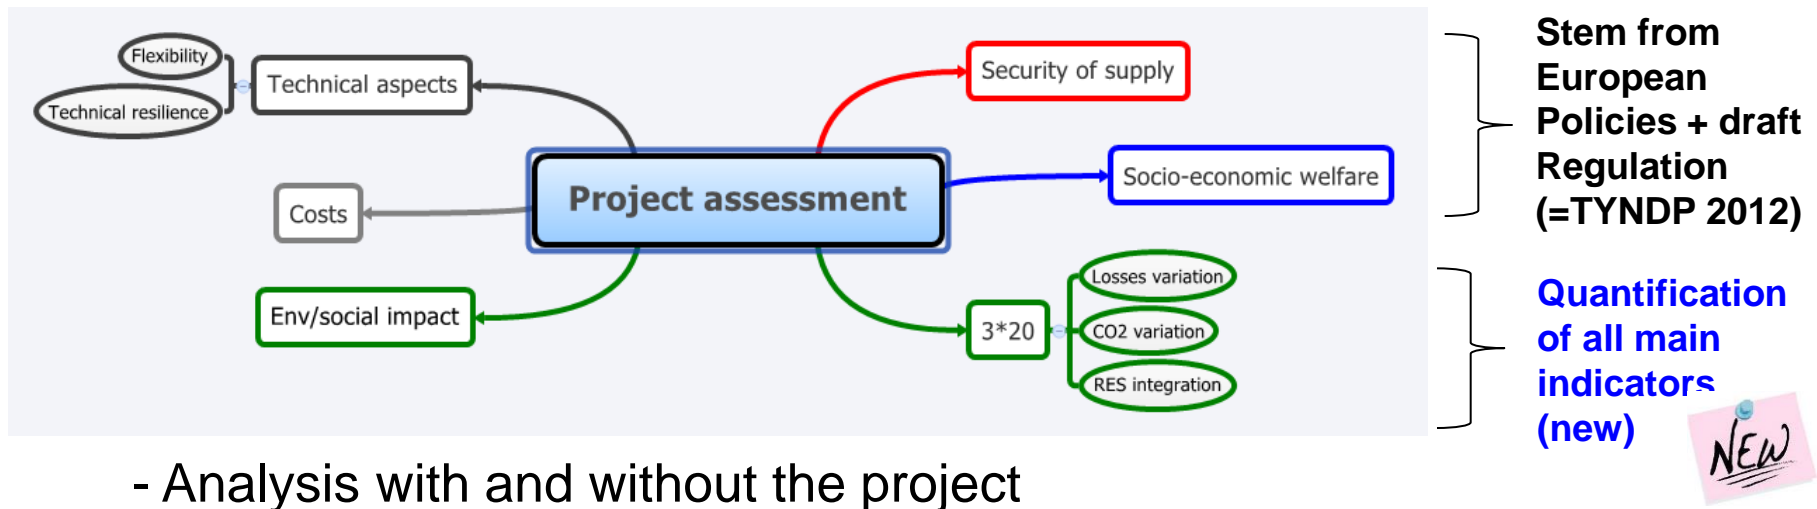 Flexibility
Technical resilience
Technical aspects
Costs
Env/social impact
Project assessment
Security of supply
Socio-economic welfare
3*20
Losses variation
CO2 variation
RES integration
Stem from
European
Policies + draft
Regulation
(=TYNDP 2012)
Quantification
of all main
indicators
(new)
NEW
- Analysis with and without the project